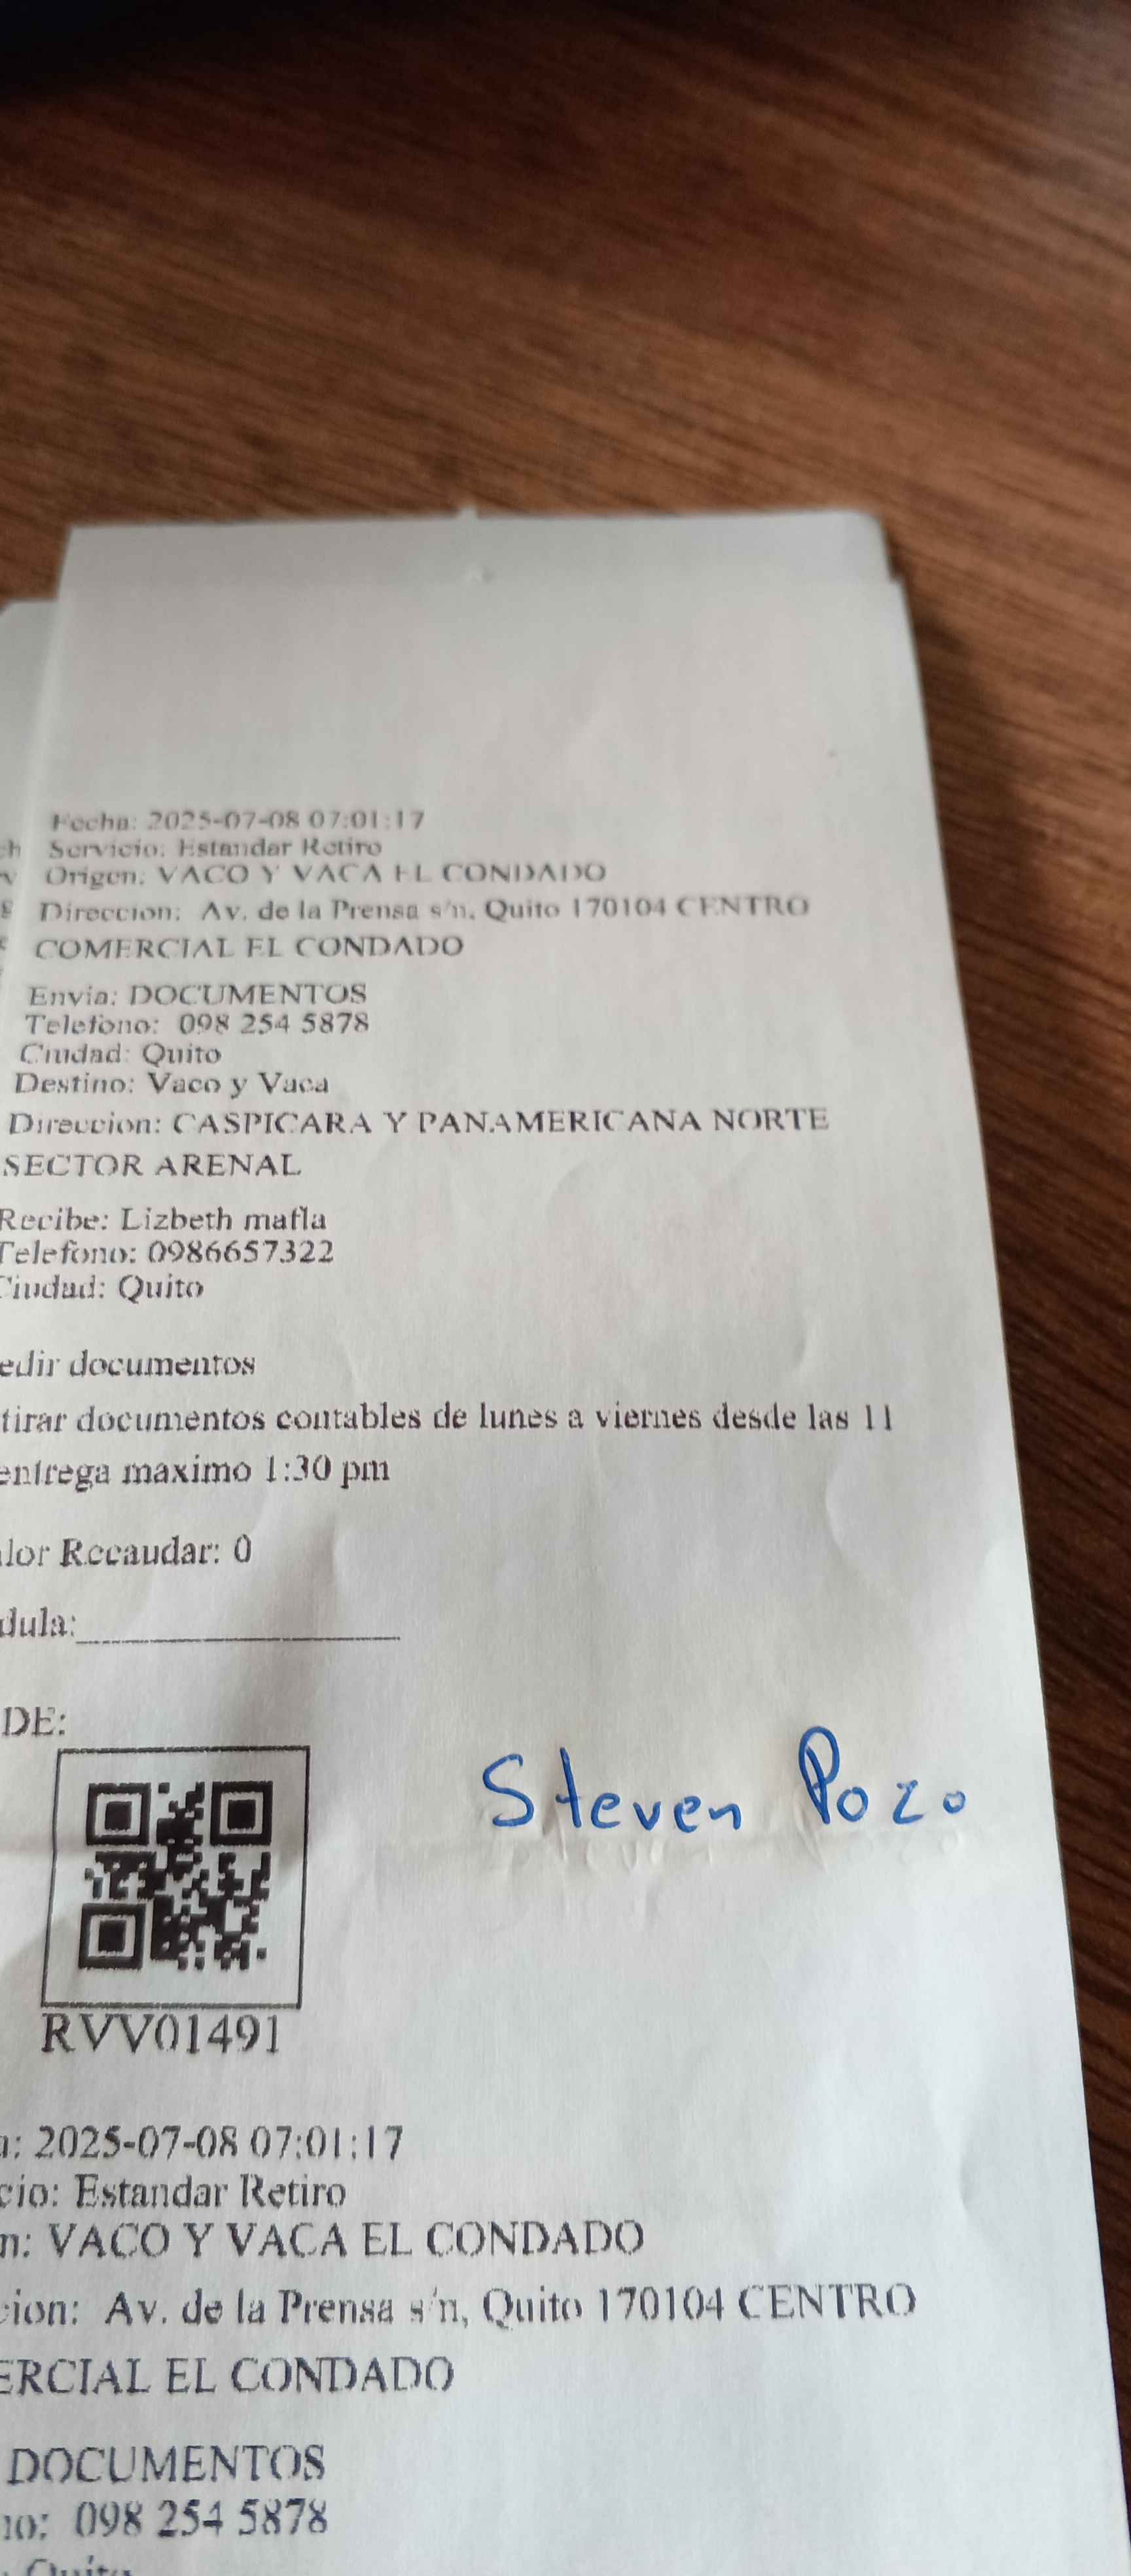 Fecha: 2025-07-08 07:01:17
Servicio: Estandar Retiro
Origen: VACO Y VACA EL CONDADO
Direccion: Av. de la Prensa s/n, Quito 170104 CENTRO
COMERCIAL EL CONDADO
Envia: DOCUMENTOS
Telefono: 098 254 5878
Ciudad: Quito
Destino: Vaco y Vaca
Direccion: CASPICARA Y PANAMERICANA NORTE
SECTOR ARENAL
Recibe: Lizbeth mafla
Telefono: 0986657322
Ciudad: Quito
edir documentos
tirar documentos contables de lunes a viernes desde las 11
entrega maximo 1:30 pm
lor Recaudar: 0
dula:
DE:
Steven Pozo
RVV01491
a: 2025-07-08 07:01:17
cio: Estandar Retiro
n: VACO Y VACA EL CONDADO
cion: Av. de la Prensa s/n, Quito 170104 CENTRO
ERCIAL EL CONDADO
DOCUMENTOS
no: 098 254 5878
Quito